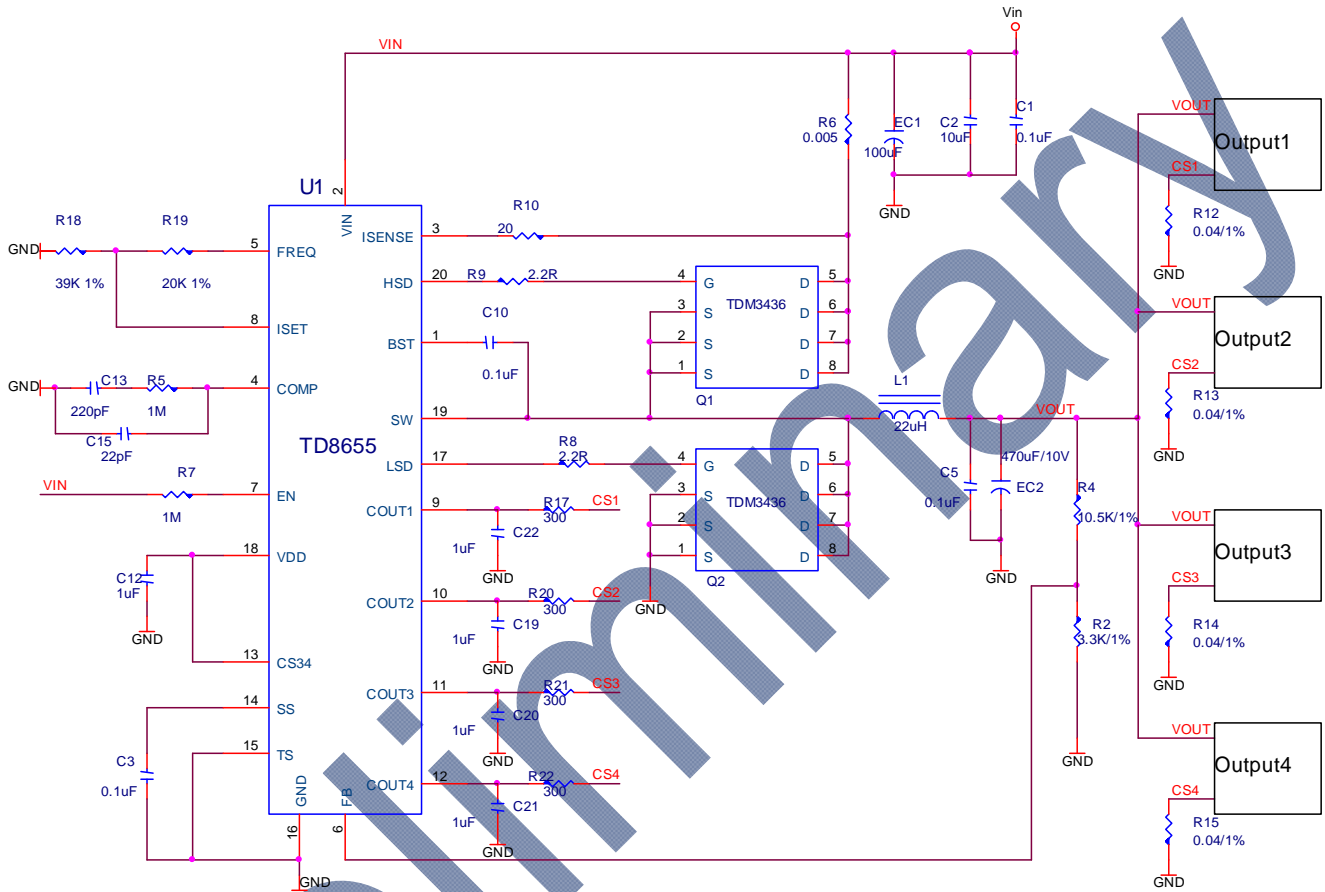 Vin
VIN
R6
0.005
EC1
100uF
C2
10uF
C1
0.1uF
GND
VOUT
Output1
CS1
R12
0.04/1%
GND
U1
2
VIN
R18
R19
GND
39K 1%
20K 1%
5
FREQ
8
ISET
ISENSE
3
R10
20
HSD
20
R9
2.2R
4
G
3
S
2
S
1
S
TDM3436
D
5
D
6
D
7
D
8
Q1
BST
1
C10
0.1uF
VOUT
Output2
CS2
R13
0.04/1%
GND
GND
C13
R5
220pF
1M
C15
22pF
4
COMP
SW
19
L1
22uH
VOUT
TD8655
LSD
17
R8
2.2R
4
G
3
S
2
S
1
S
TDM3436
D
5
D
6
D
7
D
8
Q2
GND
C5
0.1uF
470uF/10V
EC2
GND
R4
10.5K/1%
R2
3.3K/1%
GND
VIN
R7
1M
7
EN
COUT1
9
R17
300
CS1
1uF
C22
GND
VOUT
Output3
CS3
R14
0.04/1%
GND
18
VDD
C12
1uF
GND
13
CS34
COUT2
10
R20
300
CS2
1uF
C19
GND
14
SS
15
TS
C3
0.1uF
COUT3
11
R21
300
CS3
1uF
C20
GND
COUT4
12
R22
300
CS4
1uF
C21
GND
GND
16
FB
6
GND
VOUT
Output4
CS4
R15
0.04/1%
GND
liminary